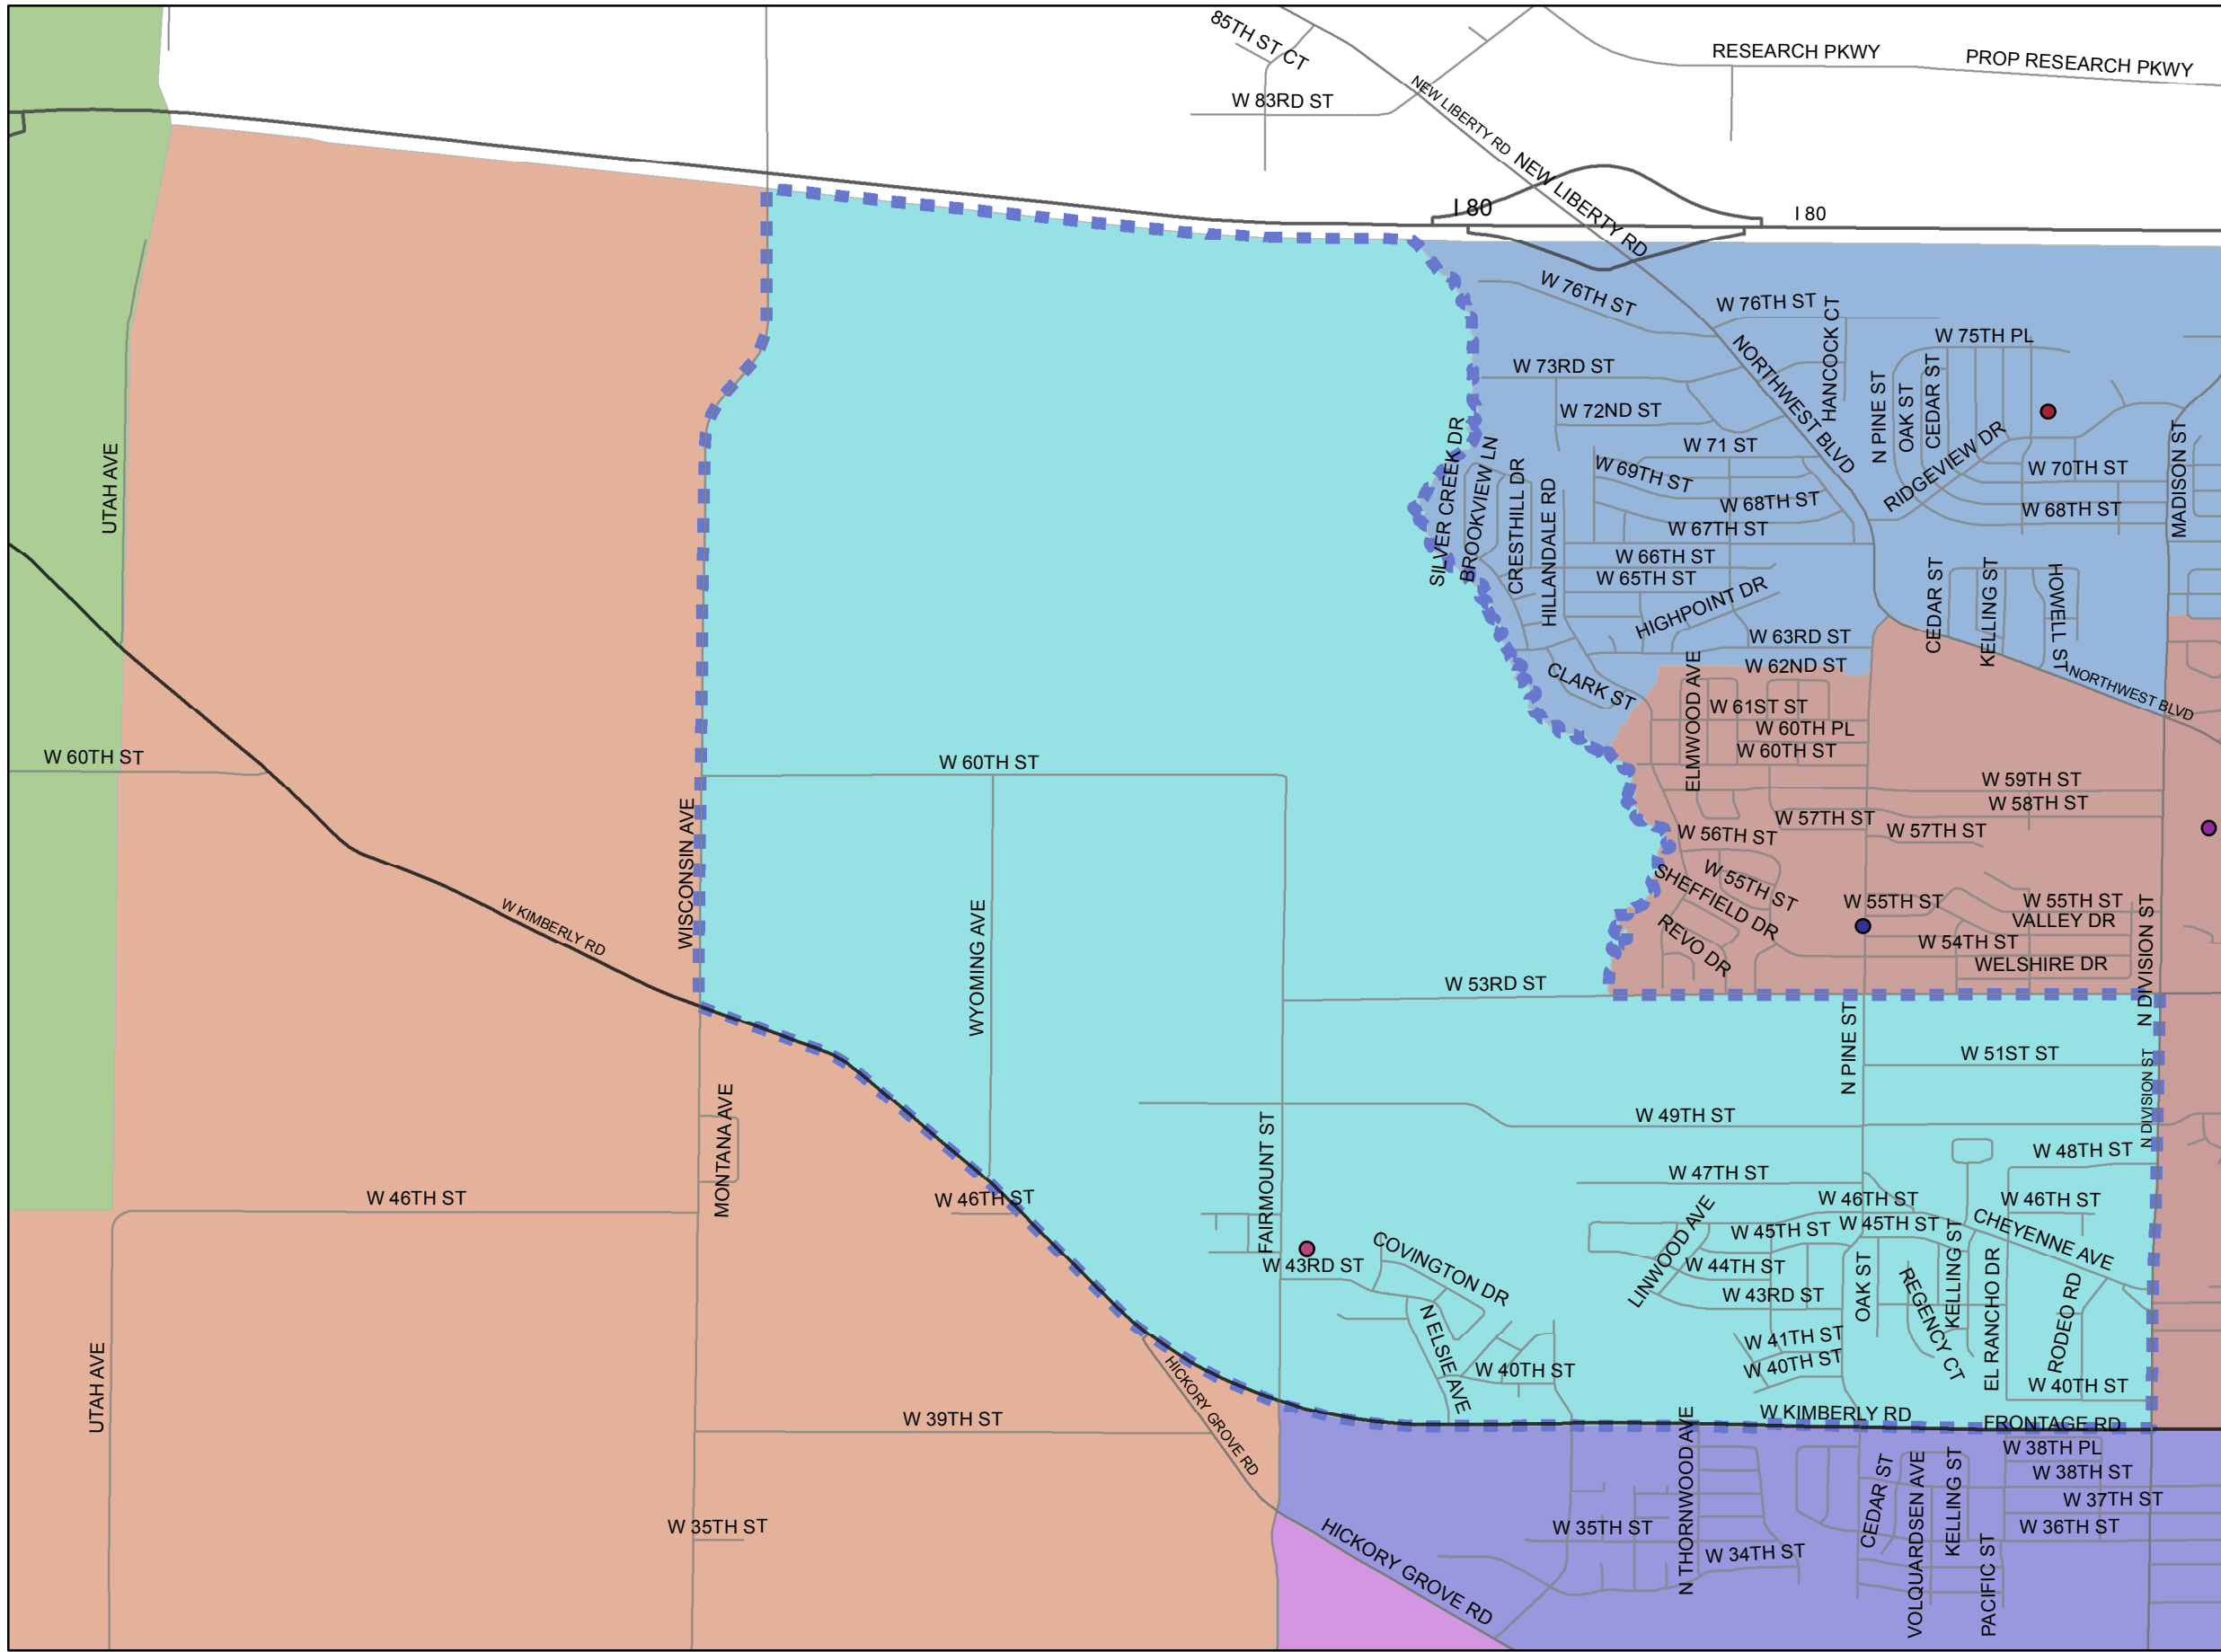 85TH ST CT
RESEARCH PKWY
PROP RESEARCH PKWY
W 83RD ST
NEW LIBERTY RD
NEW LIBERTY RD
I 80
I 80
W 76TH ST
W 76TH ST
HANCOCK CT
W 75TH PL
NORTHWEST BLVD
W 73RD ST
N PINE ST
OAK ST
CEDAR ST
W 72ND ST
RIDGEVIEW DR
MADISON ST
UTAH AVE
SILVER CREEK DR
BROOKVIEW LN
CRESTHILL DR
HILLANDALE RD
W 71 ST
W 69TH ST
W 70TH ST
W 68TH ST
W 68TH ST
W 67TH ST
W 66TH ST
W 65TH ST
HIGHPOINT DR
CEDAR ST
KELLING ST
HOWELL ST
W 63RD ST
W 62ND ST
CLARK ST
NORTHWEST BLVD
ELMWOOD AVE
W 61ST ST
W 60TH PL
W 60TH ST
W 60TH ST
W 60TH ST
W 59TH ST
W 58TH ST
WISCONSIN AVE
W 57TH ST
W 57TH ST
W 56TH ST
W 55TH ST
SHEFFIELD DR
W 55TH ST
W 55TH ST
VALLEY DR
W KIMBERLY RD
WYOMING AVE
REVO DR
W 54TH ST
WELSHIRE DR
N DIVISION ST
W 53RD ST
N PINE ST
W 51ST ST
N DIVISION ST
MONTANA AVE
FAIRMOUNT ST
W 49TH ST
W 48TH ST
W 47TH ST
W 46TH ST
W 46TH ST
W 46TH ST
W 46TH ST
LINWOOD AVE
W 45TH ST
W 45TH ST
CHEYENNE AVE
COVINGTON DR
W 43RD ST
W 44TH ST
OAK ST
REGENCY CT
KELLING ST
EL RANCHO DR
RODEO RD
W 43RD ST
N ELSIE AVE
W 41TH ST
W 40TH ST
W 40TH ST
W 40TH ST
UTAH AVE
HICKORY GROVE RD
W 39TH ST
W KIMBERLY RD
FRONTAGE RD
N THORNWOOD AVE
W 38TH PL
W 38TH ST
CEDAR ST
VOLQUARDSEN AVE
KELLING ST
PACIFIC ST
W 37TH ST
W 35TH ST
HICKORY GROVE RD
W 35TH ST
W 36TH ST
W 34TH ST